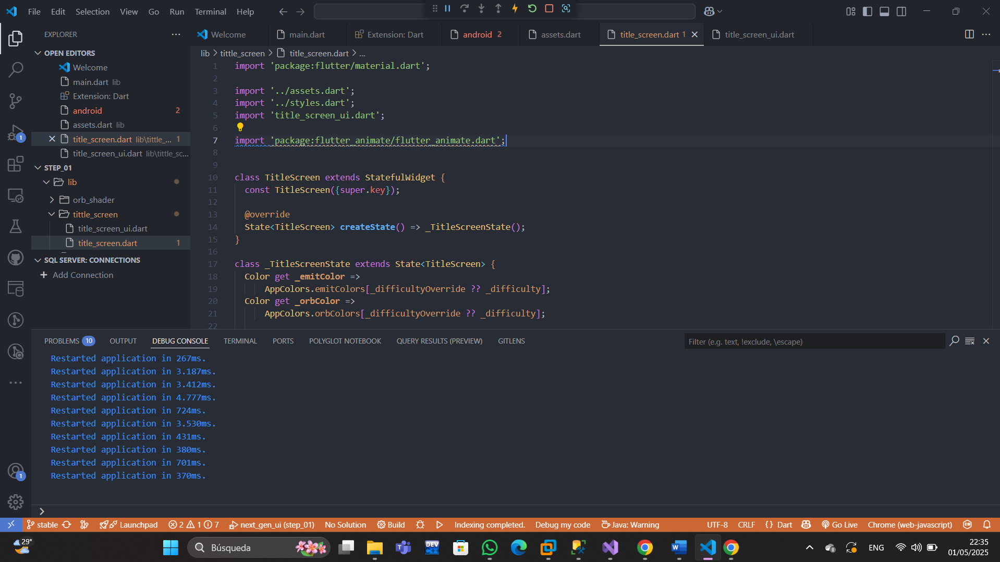 File Edit Selection View Go Run Terminal Help
EXPLORER
Welcome
main.dart
Extension: Dart
android 2
assets.dart
title_screen.dart 1
title_screen_ui.dart
OPEN EDITORS
Welcome
main.dart lib
Extension: Dart
android 2
assets.dart lib
title_screen.dart lib\tittle_... 1
title_screen_ui.dart lib\tittle_sc...
STEP_01
lib
orb_shader
tittle_screen
title_screen_ui.dart
title_screen.dart 1
SQL SERVER: CONNECTIONS
Add Connection
1
1
lib > tittle_screen > title_screen.dart > ...
1 import 'package:flutter/material.dart';
2
3 import '../assets.dart';
4 import '../styles.dart';
5 import 'title_screen_ui.dart';
6
7 import 'package:flutter_animate/flutter_animate.dart';
8
9
10 class TitleScreen extends StatefulWidget {
11 const TitleScreen({super.key});
12
13 @override
14 State<TitleScreen> createState() => _TitleScreenState();
15 }
16
17 class _TitleScreenState extends State<TitleScreen> {
18 Color get _emitColor =>
19 AppColors.emitColors[_difficultyOverride ?? _difficulty];
20 Color get _orbColor =>
21 AppColors.orbColors[_difficultyOverride ?? _difficulty];
22
PROBLEMS 10 OUTPUT DEBUG CONSOLE TERMINAL PORTS POLYGLOT NOTEBOOK QUERY RESULTS (PREVIEW) GITLENS
Filter (e.g. text, !exclude, \escape)
Restarted application in 267ms.
Restarted application in 3.187ms.
Restarted application in 3.412ms.
Restarted application in 4.777ms.
Restarted application in 724ms.
Restarted application in 3.530ms.
Restarted application in 431ms.
Restarted application in 380ms.
Restarted application in 701ms.
Restarted application in 370ms.
stable Launchpad 2 1 7 next_gen_ui (step_01) No Solution Build Indexing completed. Debug my code Java: Warning UTF-8 CRLF {} Dart Go Live Chrome (web-javascript)
29°
Búsqueda
DEV C++
ENG
22:35
01/05/2025